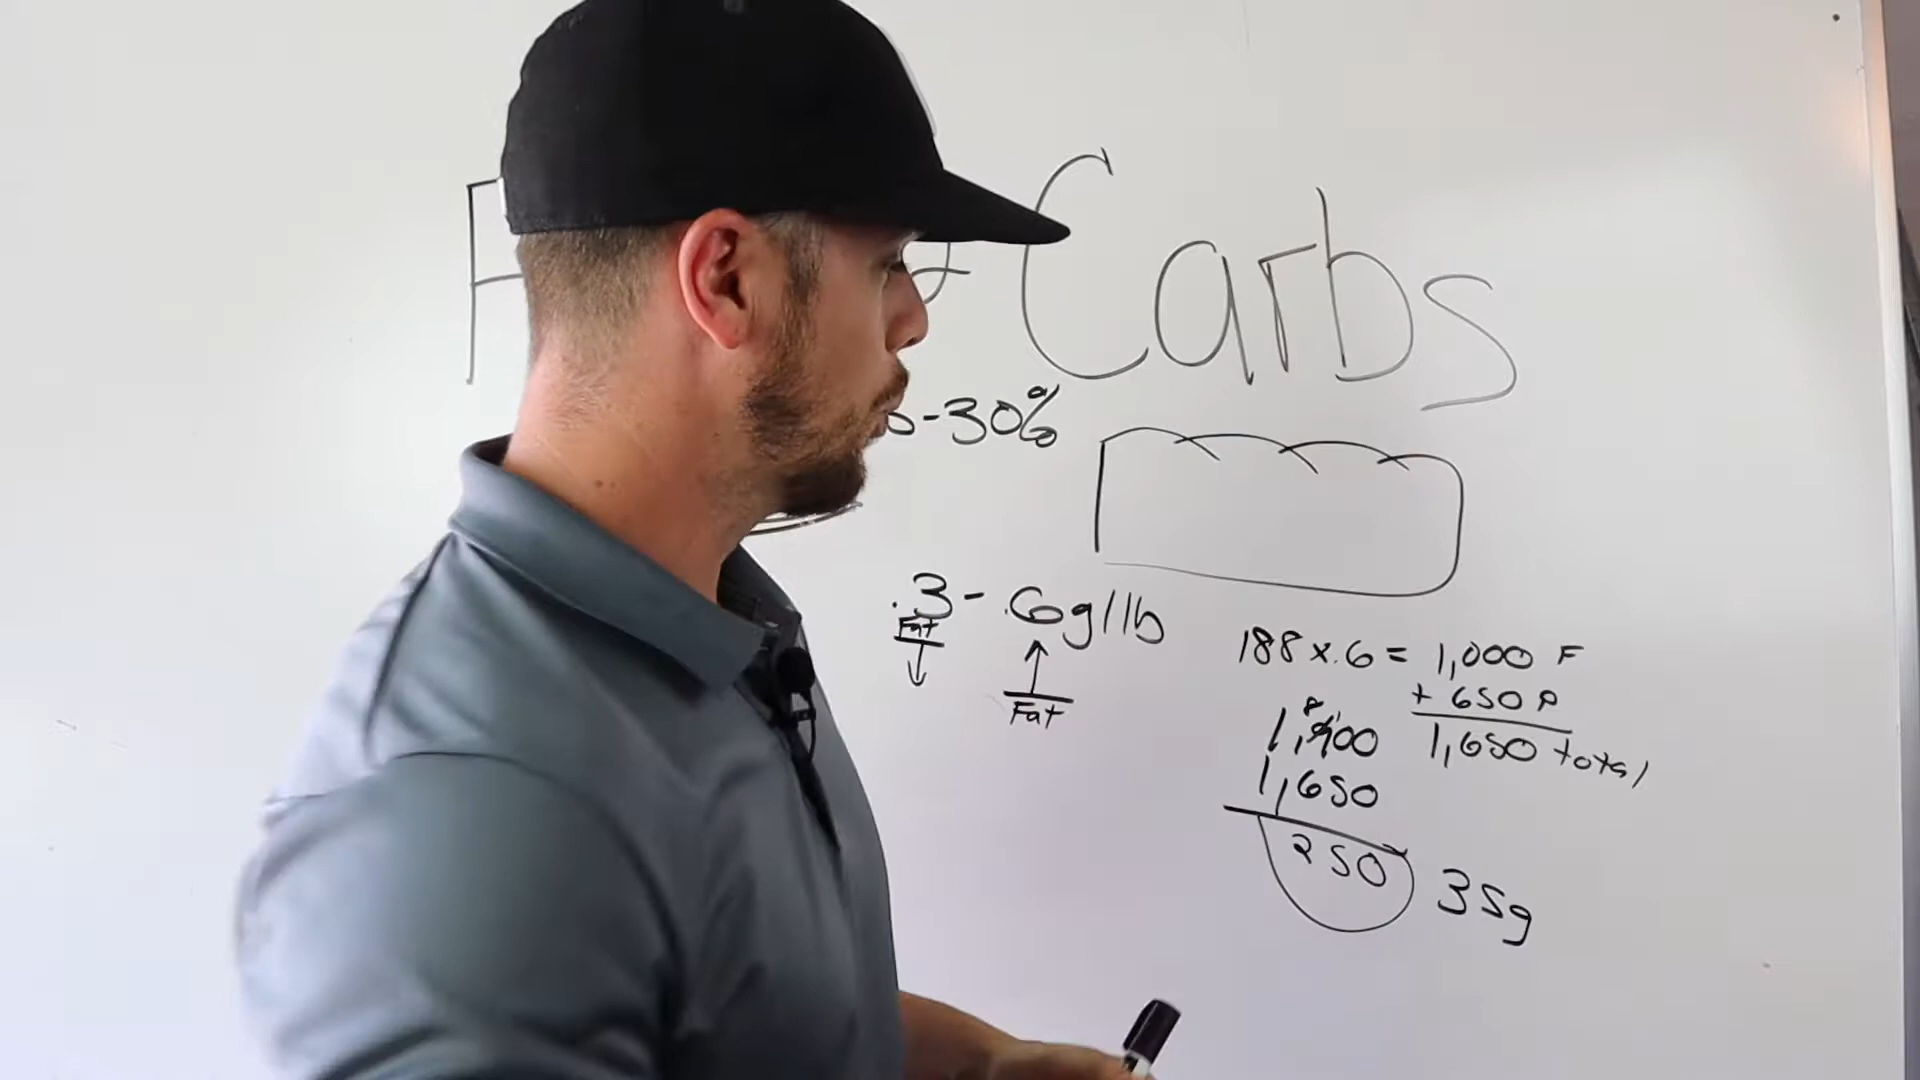 Carbs
-30%
.3 - .6g/lb
Fat
Fat
188 x .6 = 1,000 F
+ 650 P
1,650 total
1,900
8
1,650
250
35g